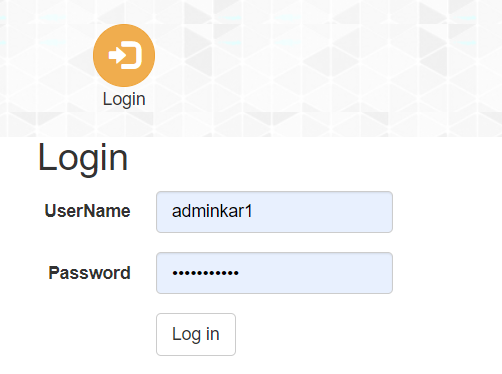 Login
Login
UserName adminkar1
Password •••••••••••
Log in